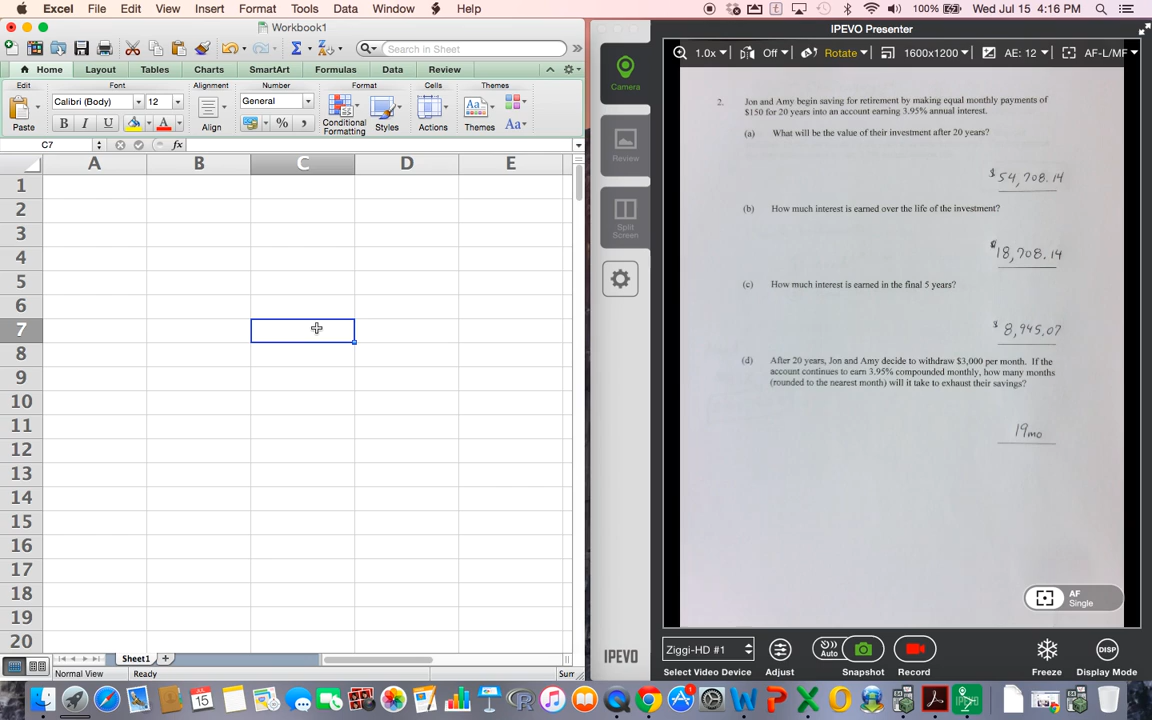 Excel File Edit View Insert Format Tools Data Window Help 100% Wed Jul 15 4:16 PM
Workbook1
Search in Sheet
Home Layout Tables Charts SmartArt Formulas Data Review
Edit Font Alignment Number Format Cells Themes
Calibri (Body) 12 General
Paste B I U A Align % , Conditional Formatting Styles Actions Themes Aa
C7 fx
A B C D E
1
2
3
4
5
6
7
8
9
10
11
12
13
14
15
16
17
18
19
20
Sheet1
Normal View Ready Sum
IPEVO Presenter
1.0x Off Rotate 1600x1200 AE: 12 AF-L/MF
Camera
Review
Split Screen
2. Jon and Amy begin saving for retirement by making equal monthly payments of
$150 for 20 years into an account earning 3.95% annual interest.
(a) What will be the value of their investment after 20 years?
$54,708.14
(b) How much interest is earned over the life of the investment?
$18,708.14
(c) How much interest is earned in the final 5 years?
$8,945.07
(d) After 20 years, Jon and Amy decide to withdraw $3,000 per month. If the
account continues to earn 3.95% compounded monthly, how many months
(rounded to the nearest month) will it take to exhaust their savings?
19mo
AF
Single
IPEVO
Ziggi-HD #1 Auto DISP
Select Video Device Adjust Snapshot Record Freeze Display Mode